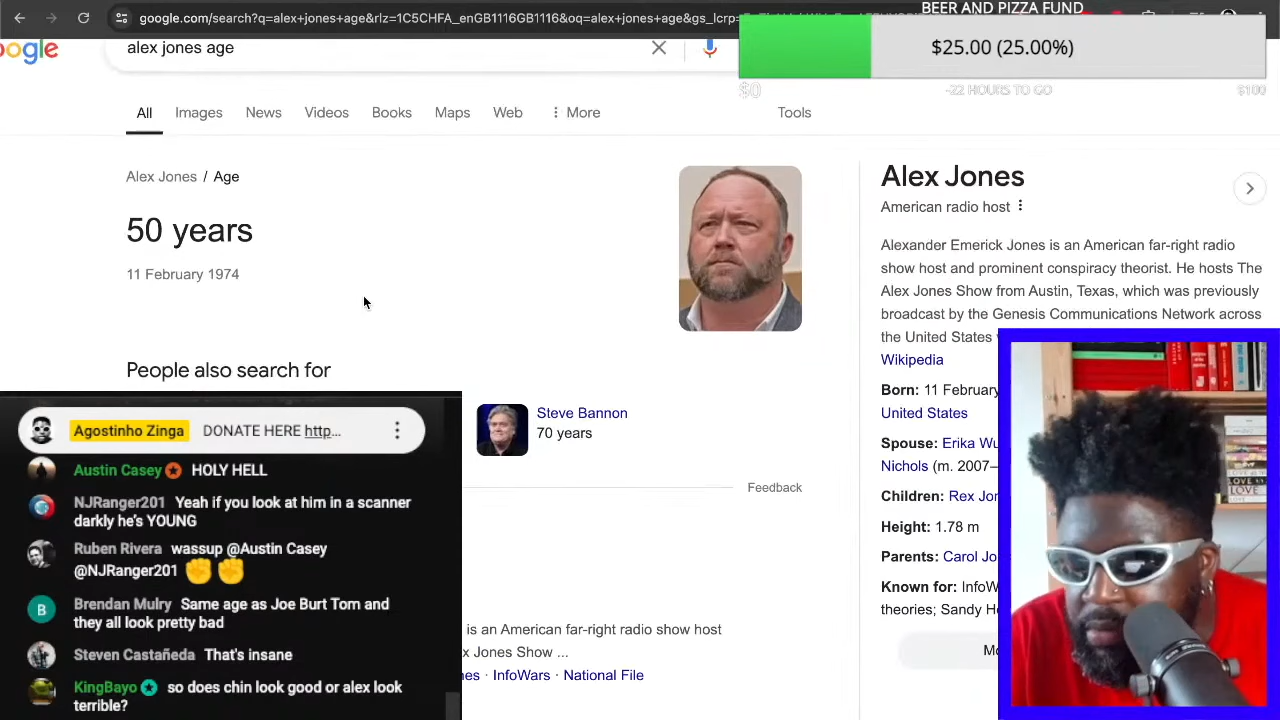 google.com/search?q=alex+jones+age&rlz=1C5CHFA_enGB1116GB1116&oq=alex+jones+age&gs_lcrp=
BEER AND PIZZA FUND
$25.00 (25.00%)
$0
-22 HOURS TO GO
$100
ogle
alex jones age
All
Images
News
Videos
Books
Maps
Web
More
Tools
Alex Jones / Age
50 years
11 February 1974
Alex Jones
American radio host
Alexander Emerick Jones is an American far-right radio
show host and prominent conspiracy theorist. He hosts The
Alex Jones Show from Austin, Texas, which was previously
broadcast by the Genesis Communications Network across
the United States
Wikipedia
Born: 11 February
United States
Spouse: Erika Wu
Nichols (m. 2007–
Children: Rex Jon
Height: 1.78 m
Parents: Carol Jo
Known for: InfoW
theories; Sandy H
Mo
People also search for
Steve Bannon
70 years
Feedback
is an American far-right radio show host
x Jones Show ...
nes · InfoWars · National File
Agostinho Zinga DONATE HERE http...
Austin Casey HOLY HELL
NJRanger201 Yeah if you look at him in a scanner
darkly he's YOUNG
Ruben Rivera wassup @Austin Casey
@NJRanger201 ✊ ✊
B
Brendan Mulry Same age as Joe Burt Tom and
they all look pretty bad
Steven Castañeda That's insane
KingBayo so does chin look good or alex look
terrible?
LOVE
LOVE